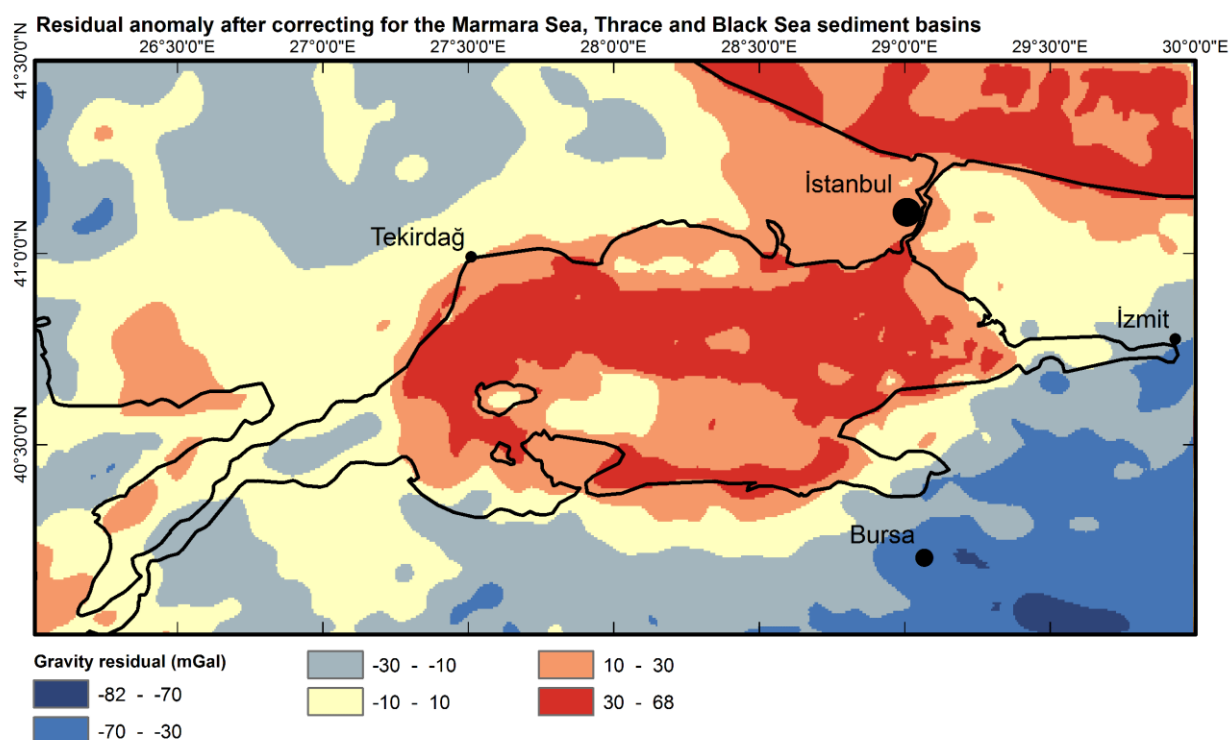 Residual anomaly after correcting for the Marmara Sea, Thrace and Black Sea sediment basins
26°30'0"E 27°0'0"E 27°30'0"E 28°0'0"E 28°30'0"E 29°0'0"E 29°30'0"E 30°0'0"E
41°30'0"N
41°0'0"N
40°30'0"N
İstanbul
Tekirdağ
İzmit
Bursa
Gravity residual (mGal)
-82 - -70
-70 - -30
-30 - -10
-10 - 10
10 - 30
30 - 68